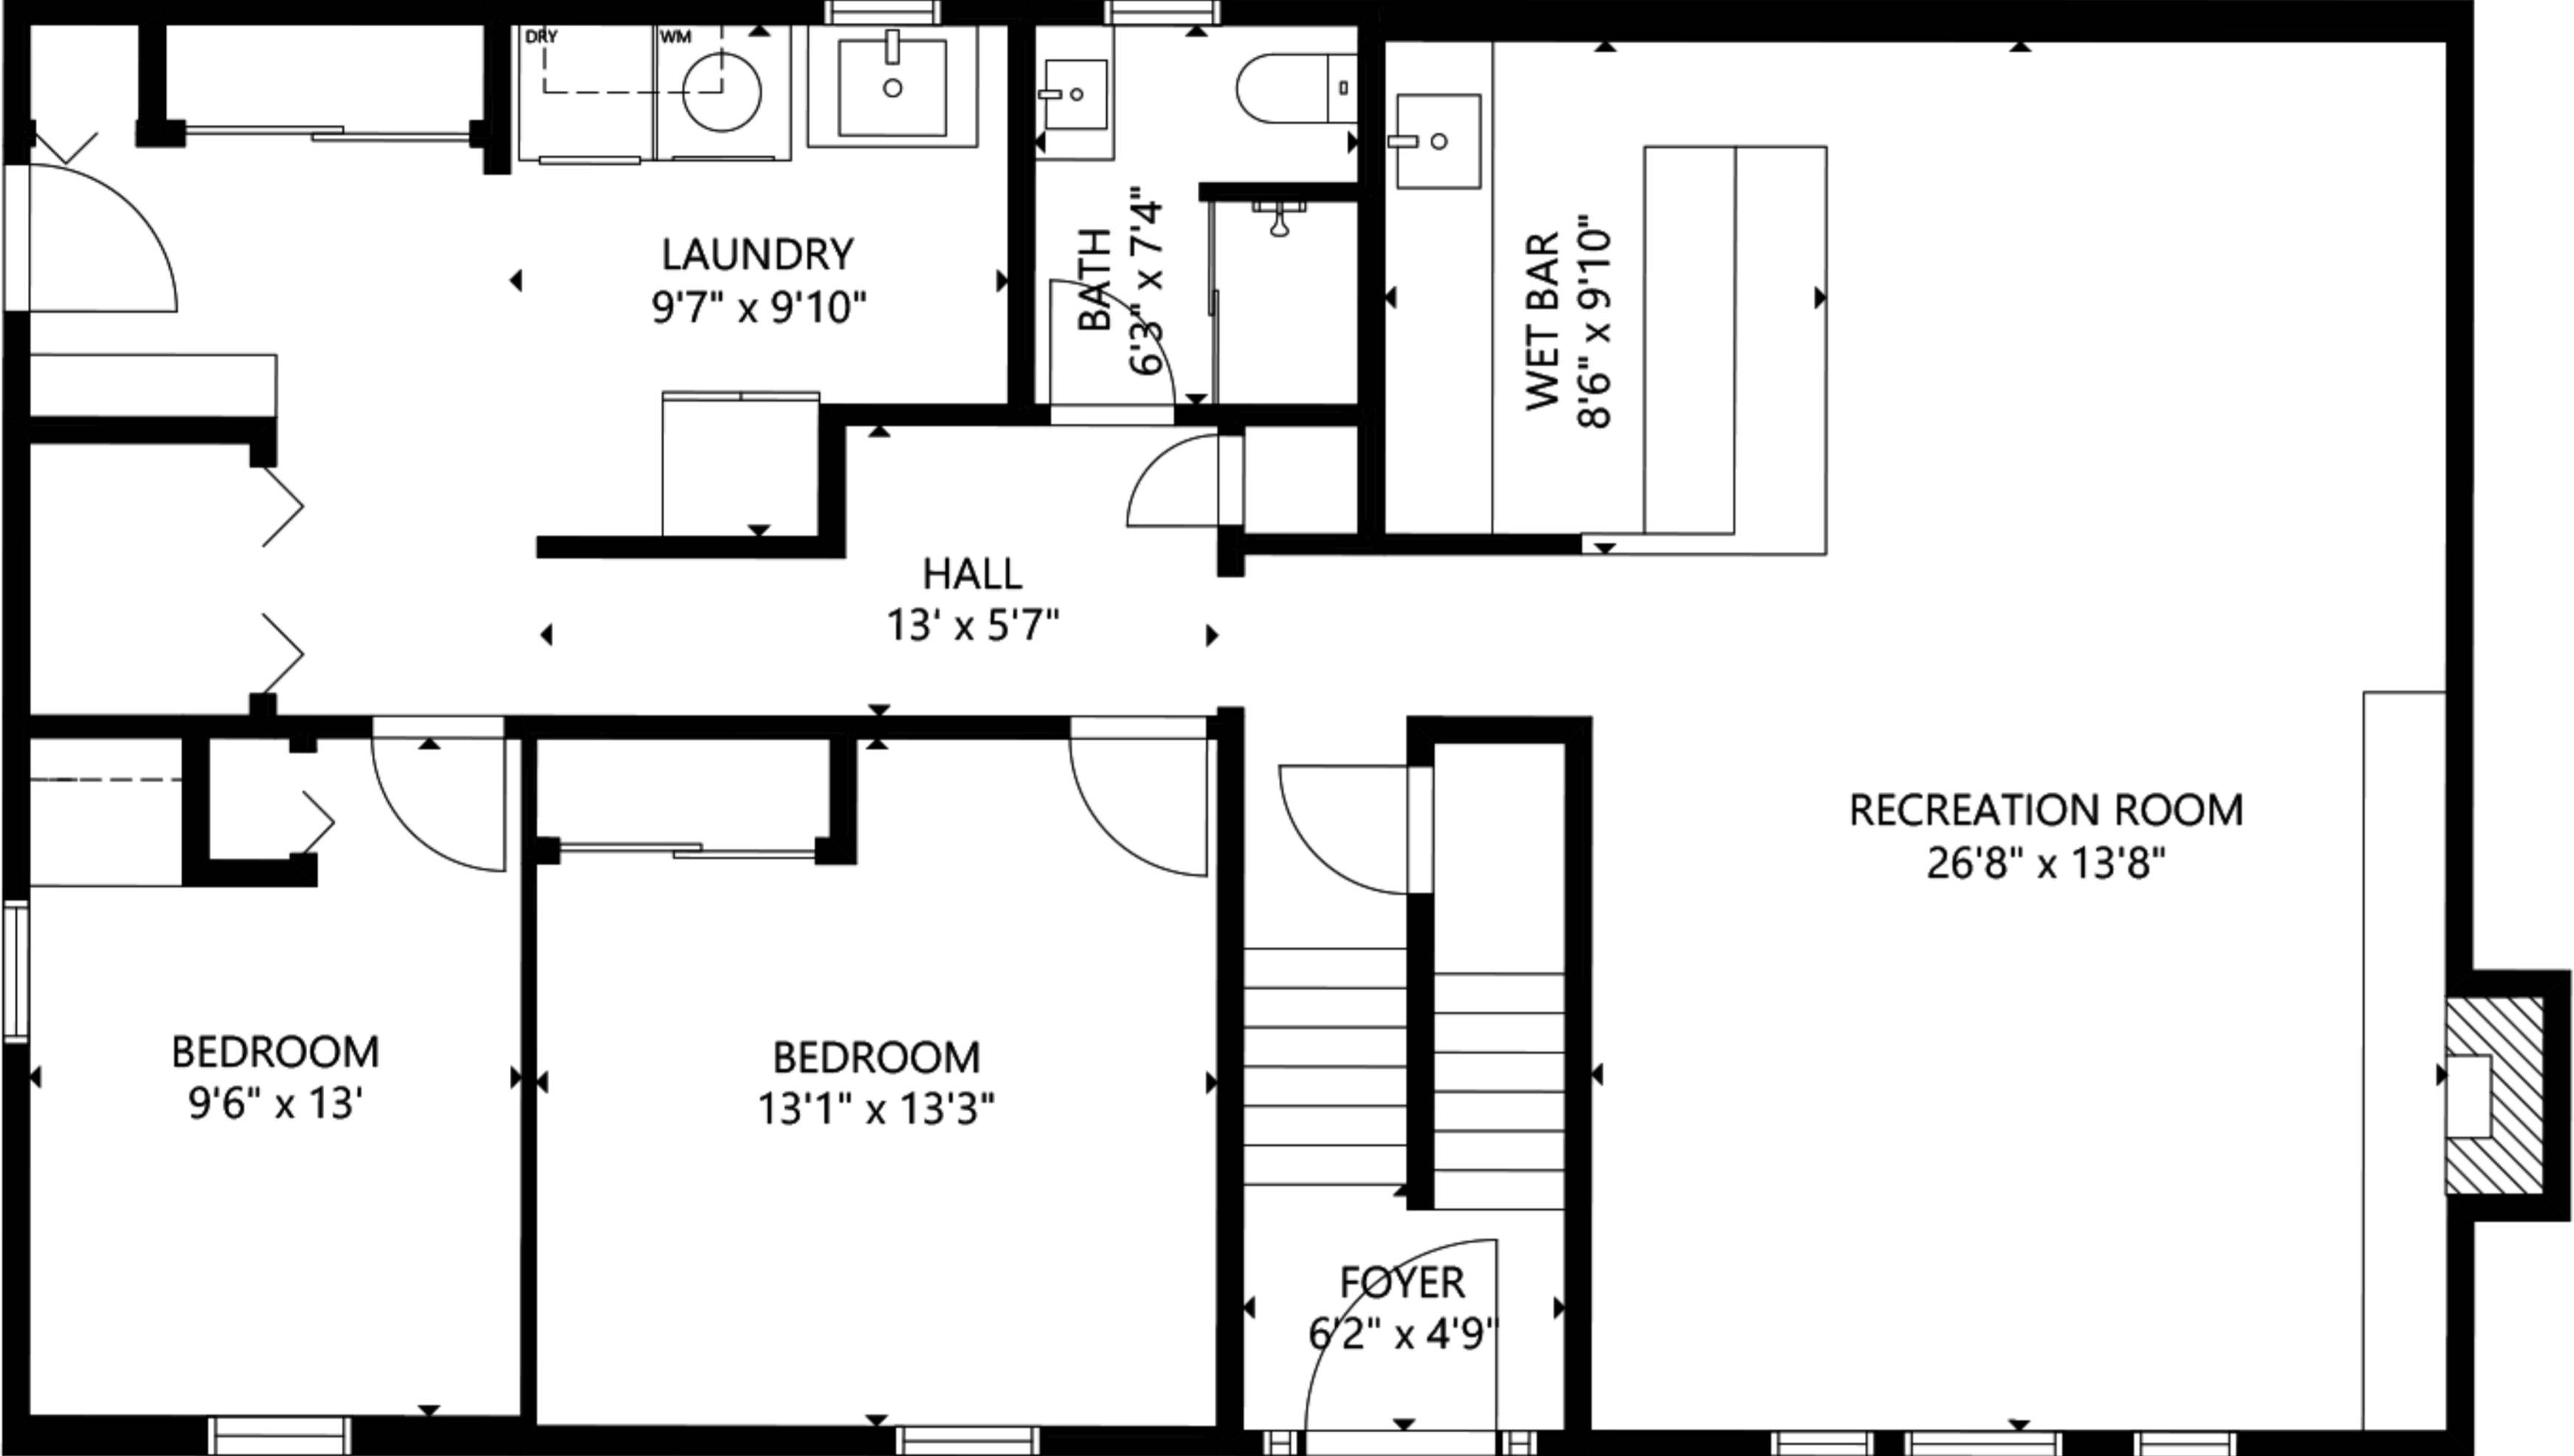 DRY
WM
LAUNDRY
9'7" x 9'10"
BATH
6'3" x 7'4"
WET BAR
8'6" x 9'10"
HALL
13' x 5'7"
RECREATION ROOM
26'8" x 13'8"
BEDROOM
9'6" x 13'
BEDROOM
13'1" x 13'3"
FOYER
6'2" x 4'9"